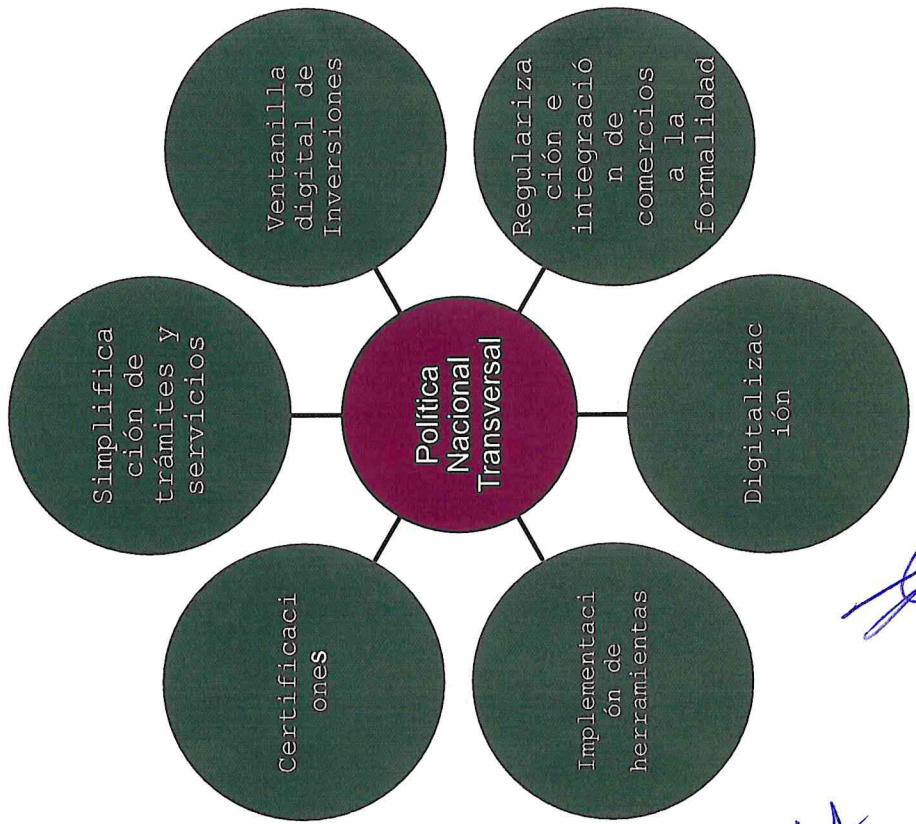 Política
Nacional
Transversal
Simplifica
ción de
trámites y
servicios
Ventanilla
digital de
Inversiones
Regulariza
ción e
integració
n de
comercios
a la
formalidad
Digitalizac
ión
Implementaci
ón de
herramientas
Certificaci
ones